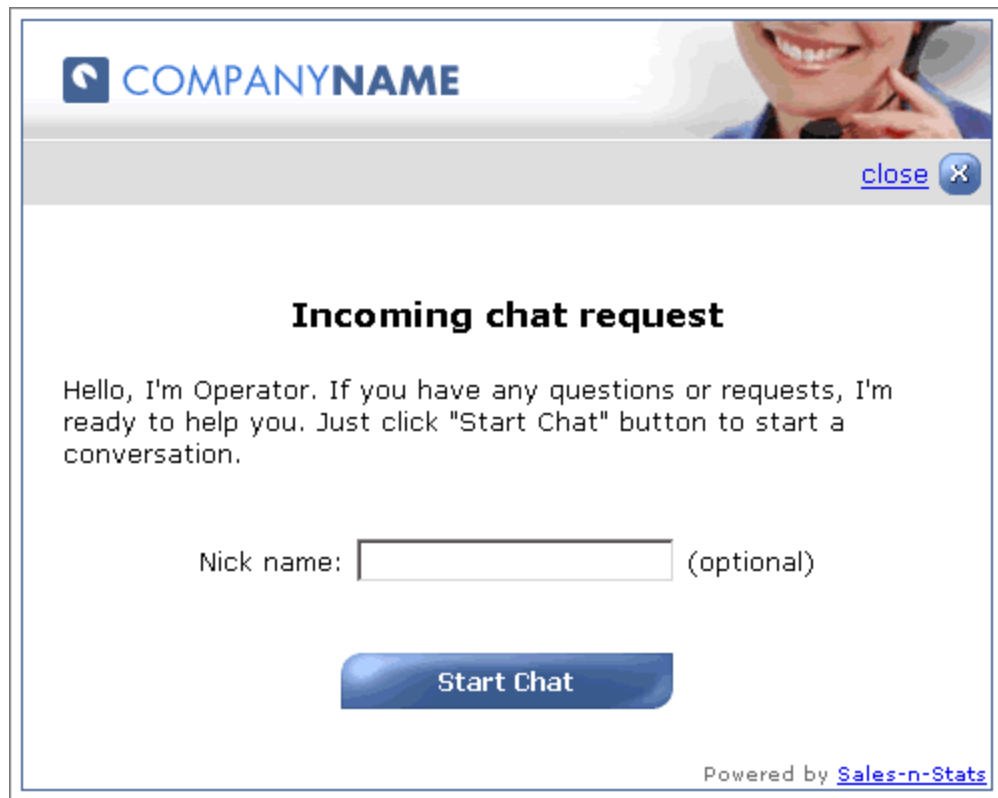 COMPANYNAME
close
Incoming chat request
Hello, I'm Operator. If you have any questions or requests, I'm
ready to help you. Just click "Start Chat" button to start a
conversation.
Nick name: (optional)
Start Chat
Powered by Sales-n-Stats